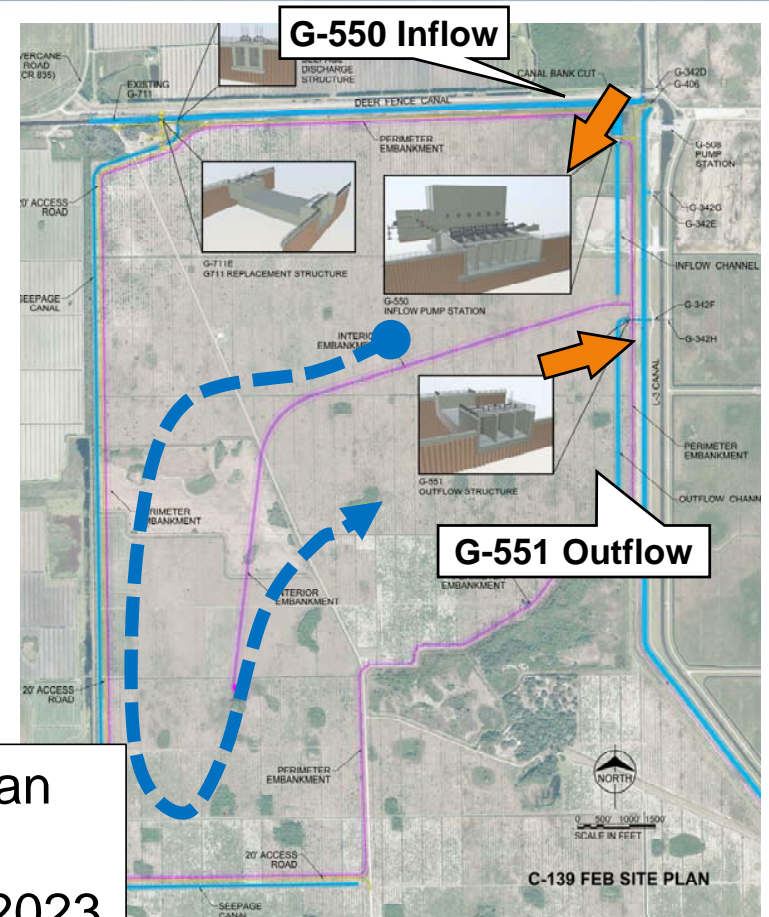 G-550 Inflow
ROAD
(CR 835)
EXISTING
G-711
DISCHARGE
STRUCTURE
CANAL BANK CUT
G-342D
G-406
DEER FENCE CANAL
PERIMETER
EMBANKMENT
G-508
PUMP
STATION
20' ACCESS
ROAD
G-342C
G-342E
G-711E
G711 REPLACEMENT STRUCTURE
INFLOW CHANNEL
G-550
INFLOW PUMP STATION
SEEPAGE
CANAL
G-342F
G-342H
L-3 CANAL
PERIMETER
EMBANKMENT
G-551
OUTFLOW STRUCTURE
OUTFLOW CHANN
PERIMETER
EMBANKMENT
G-551 Outflow
EMBANKMENT
INTERIOR
EMBANKMENT
20' ACCESS
ROAD
PERIMETER
EMBANKMENT
NORTH
0 500' 1000' 1500'
SCALE IN FEET
an
2023
20' ACCESS
ROAD
C-139 FEB SITE PLAN
SEEPAGE
CANAL